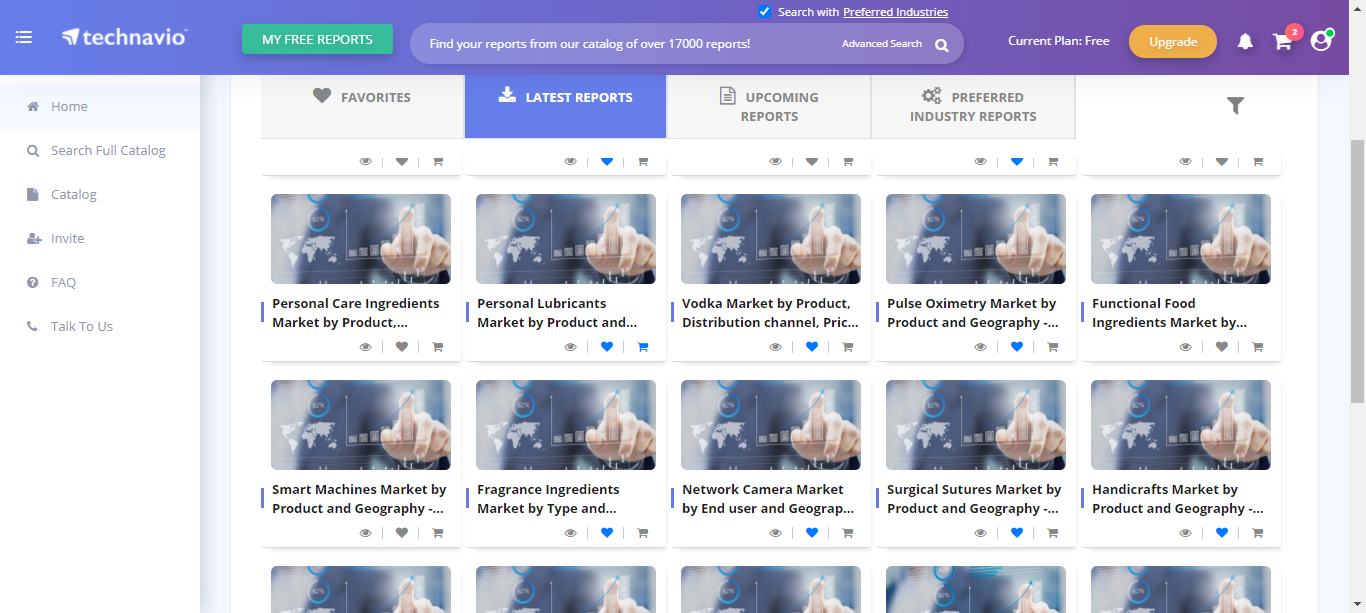 Search with Preferred Industries
technavio
MY FREE REPORTS
Find your reports from our catalog of over 17000 reports!
Advanced Search
Current Plan: Free
Upgrade
2
Home
Search Full Catalog
Catalog
Invite
FAQ
Talk To Us
FAVORITES
LATEST REPORTS
UPCOMING
REPORTS
PREFERRED
INDUSTRY REPORTS
Personal Care Ingredients
Market by Product,...
Personal Lubricants
Market by Product and...
Vodka Market by Product,
Distribution channel, Pric...
Pulse Oximetry Market by
Product and Geography -...
Functional Food
Ingredients Market by...
Smart Machines Market by
Product and Geography -...
Fragrance Ingredients
Market by Type and...
Network Camera Market
by End user and Geograp...
Surgical Sutures Market by
Product and Geography -...
Handicrafts Market by
Product and Geography -...